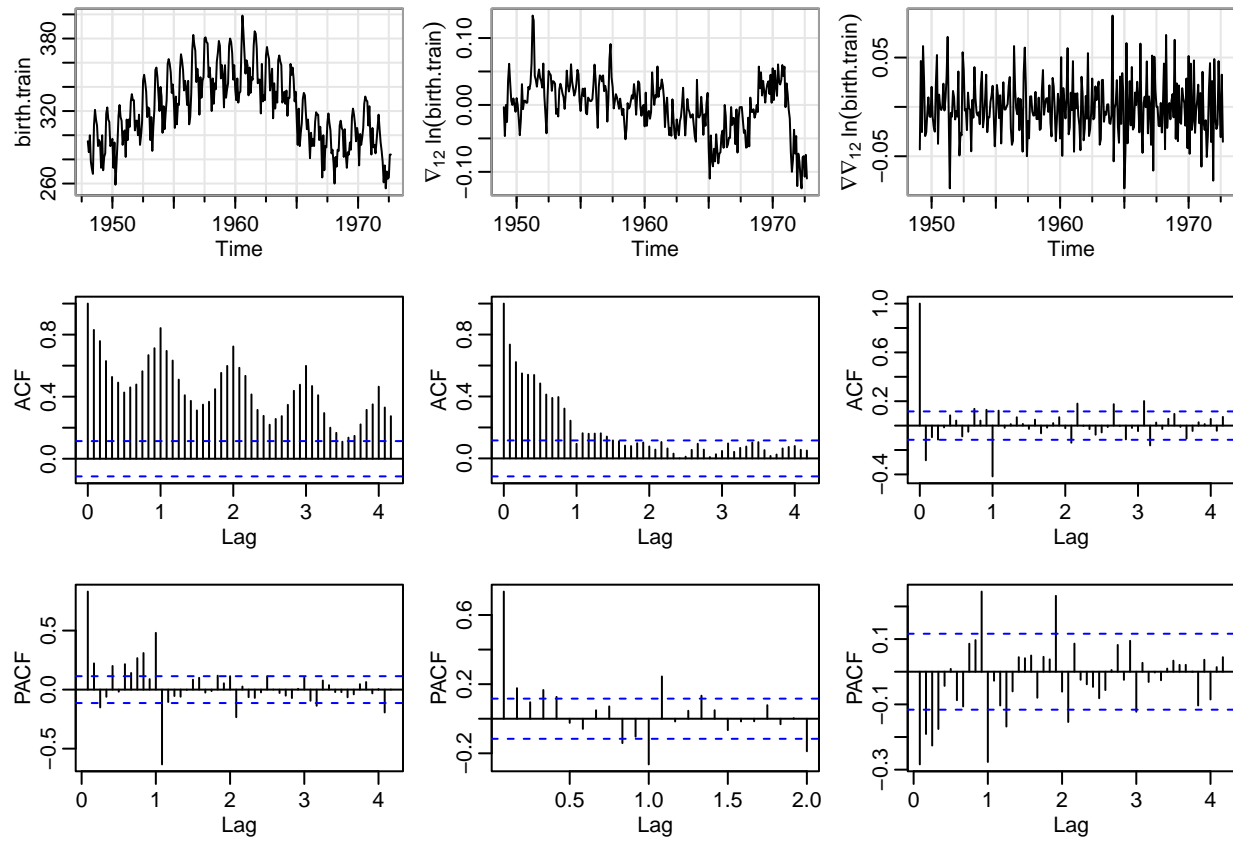 birth.train
260 320 380
1950 1960 1970
Time
∇12 ln(birth.train)
−0.10 0.00 0.10
1950 1960 1970
Time
∇∇12 ln(birth.train)
−0.05 0.05
1950 1960 1970
Time
ACF
0.0 0.4 0.8
0 1 2 3 4
Lag
ACF
0.0 0.4 0.8
0 1 2 3 4
Lag
ACF
−0.4 0.2 0.6 1.0
0 1 2 3 4
Lag
PACF
−0.5 0.0 0.5
0 1 2 3 4
Lag
PACF
−0.2 0.2 0.6
0.5 1.0 1.5 2.0
Lag
PACF
−0.3 −0.1 0.1
0 1 2 3 4
Lag